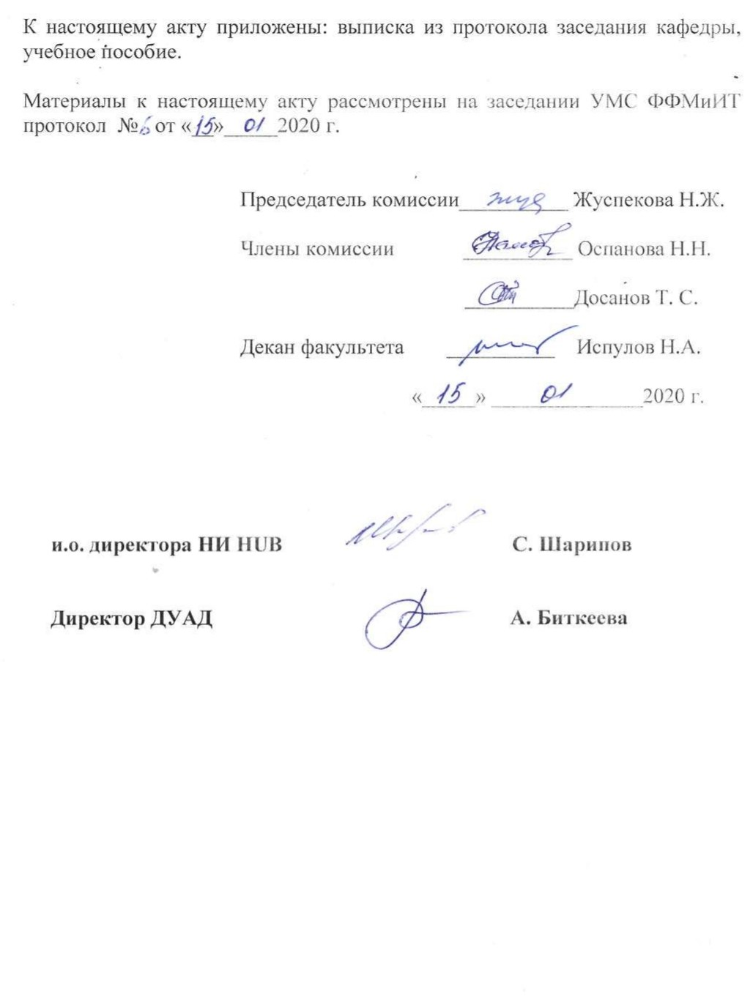 К настоящему акту приложены: выписка из протокола заседания кафедры,
учебное пособие.
Материалы к настоящему акту рассмотрены на заседании УМС ФФМиИТ
протокол №6 от «15» 01 2020 г.
Председатель комиссии Жуспекова Н.Ж.
Члены комиссии Оспанова Н.Н.
Досанов Т. С.
Декан факультета Испулов Н.А.
«15» 01 2020 г.
и.о. директора НИ HUB С. Шарипов
Директор ДУАД А. Биткеева